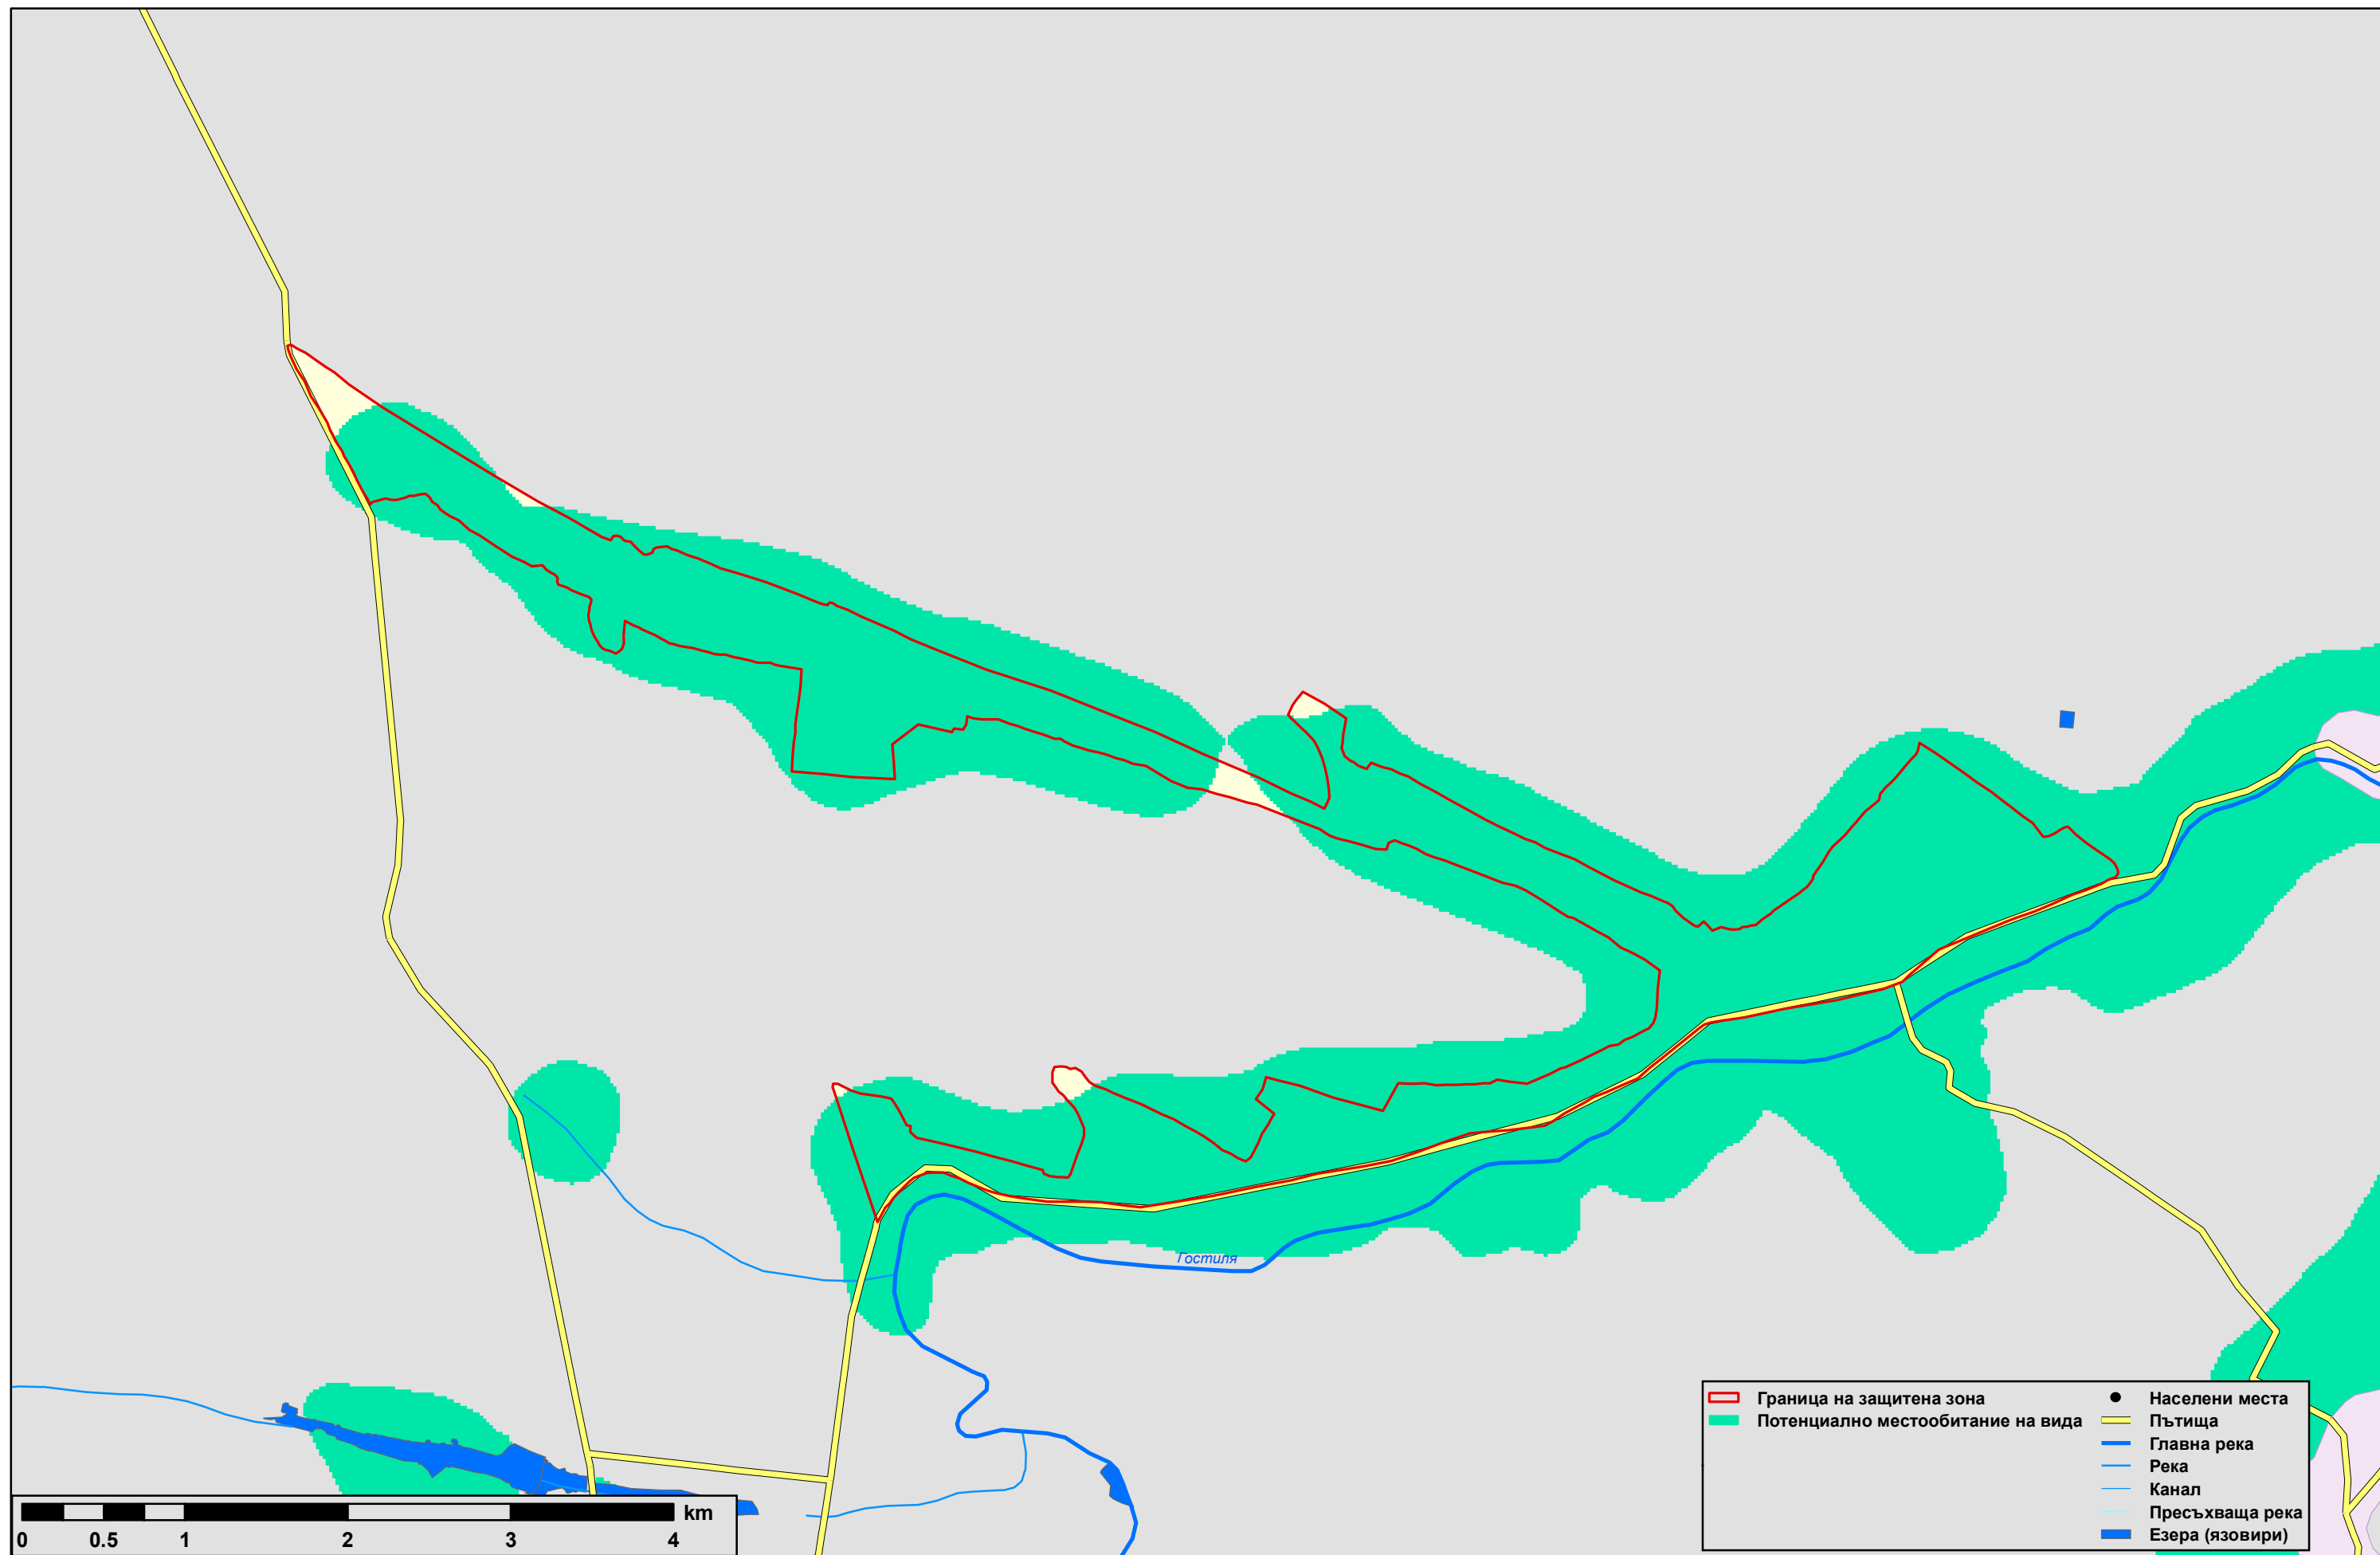 Гостиля
Граница на защитена зона
Потенциално местообитание на вида
Населени места
Пътища
Главна река
Река
Канал
Пресъхваща река
Езера (язовири)
km
0 0.5 1 2 3 4